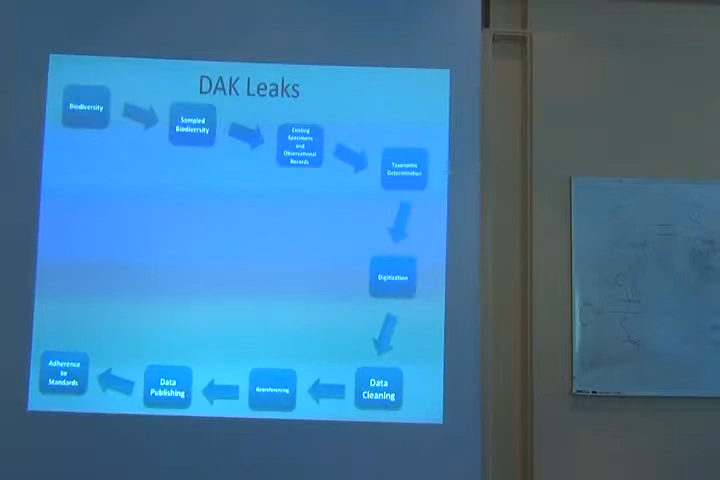 DAK Leaks
Biodiversity
Sampled
Biodiversity
Existing
Specimens
and
Observational
Records
Taxonomic
Determination
Digitization
Data
Cleaning
Georeferencing
Data
Publishing
Adherence
to
Standards